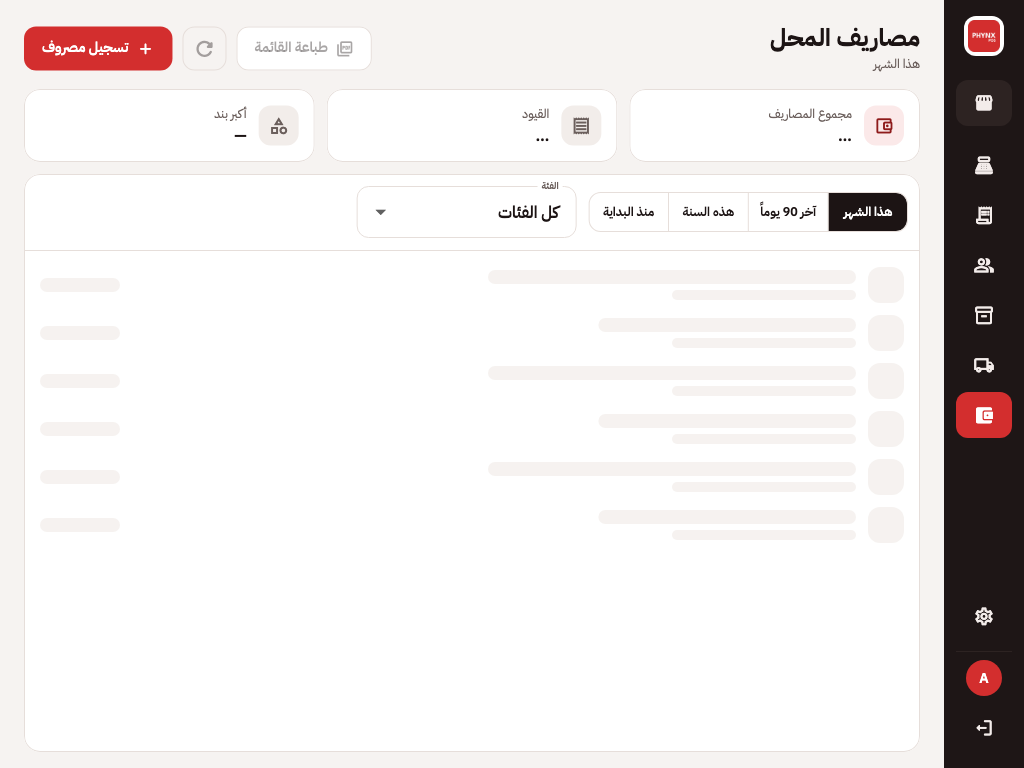 PHYNX
مصاريف المحل
هذا الشهر
طباعة القائمة
تسجيل مصروف
مجموع المصاريف
...
القيود
...
أكبر بند
—
هذا الشهر
آخر 90 يوماً
هذه السنة
منذ البداية
الفئة
كل الفئات
A